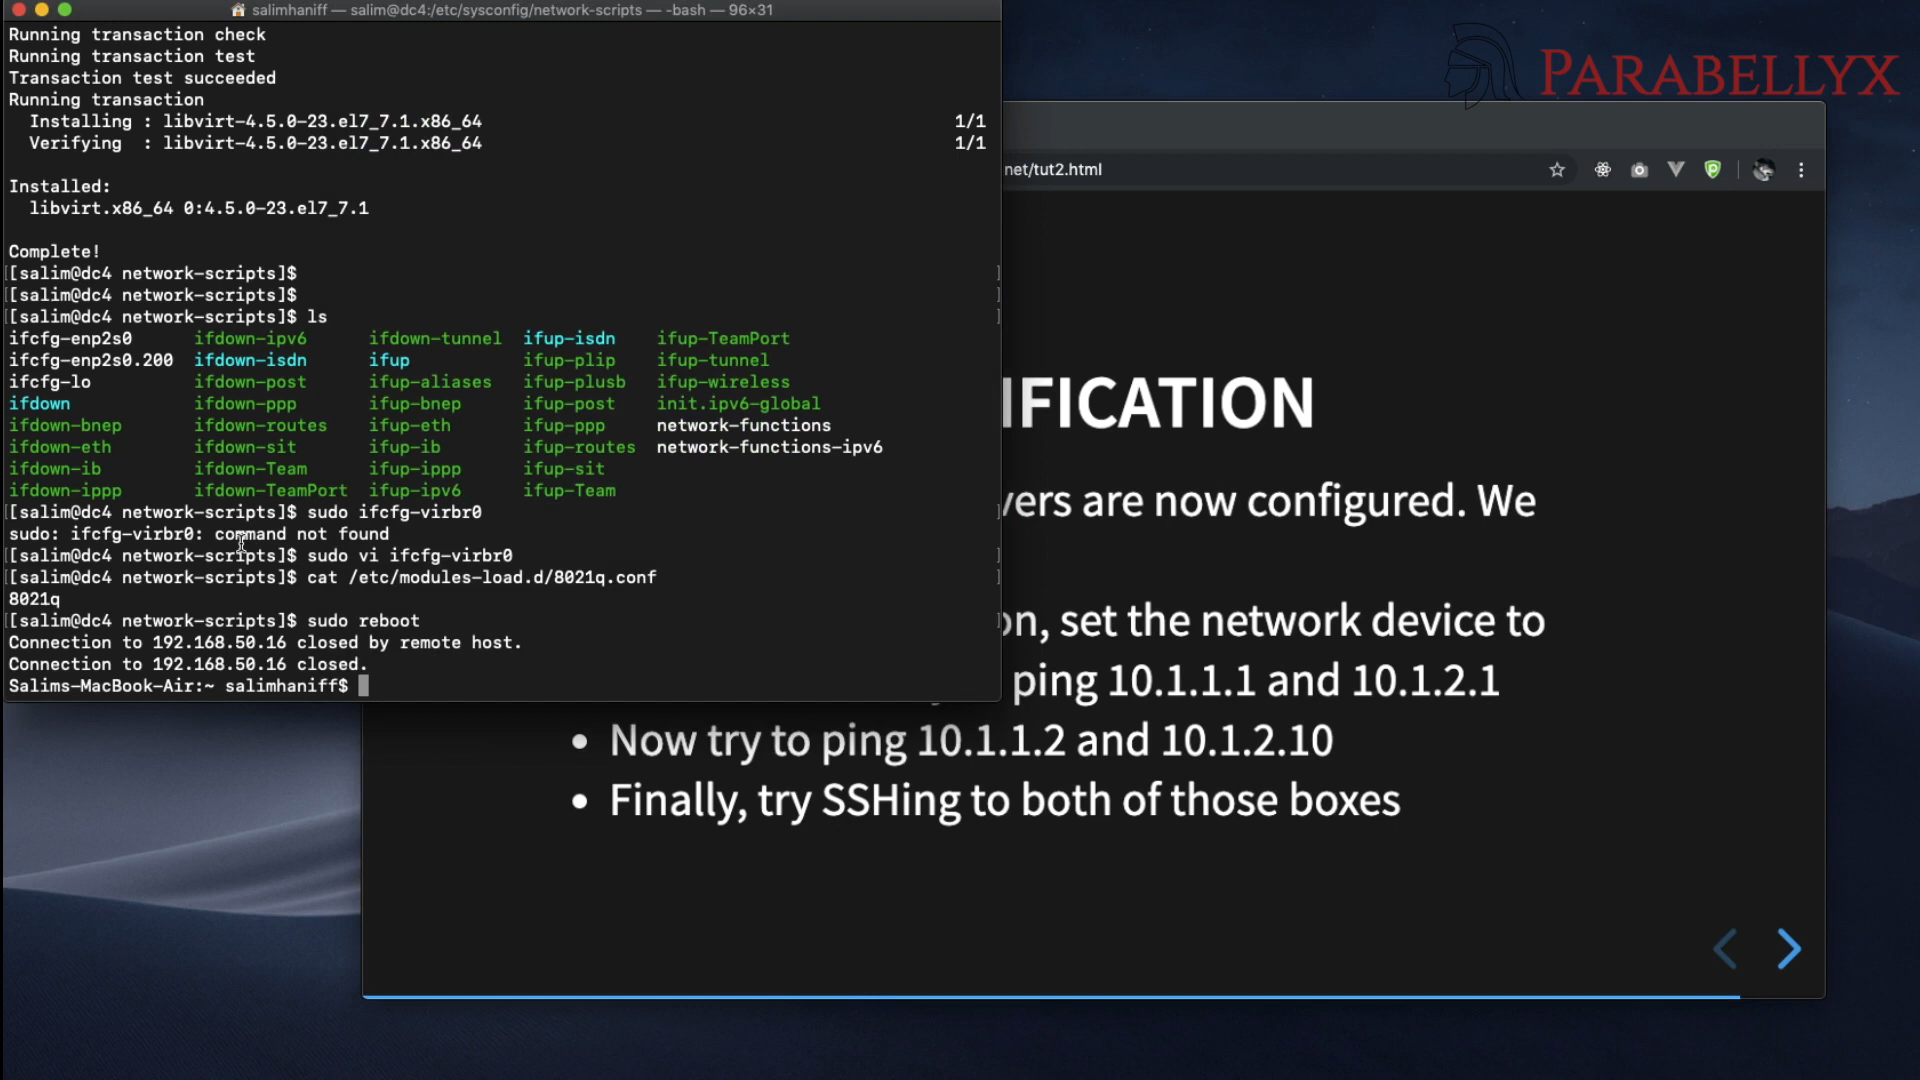 salimhaniff — salim@dc4:/etc/sysconfig/network-scripts — -bash — 96×31
Running transaction check
Running transaction test
Transaction test succeeded
Running transaction
Installing : libvirt-4.5.0-23.el7_7.1.x86_64 1/1
Verifying : libvirt-4.5.0-23.el7_7.1.x86_64 1/1
Installed:
libvirt.x86_64 0:4.5.0-23.el7_7.1
Complete!
[[salim@dc4 network-scripts]$ ]
[[salim@dc4 network-scripts]$ ]
[[salim@dc4 network-scripts]$ ls ]
ifcfg-enp2s0 ifdown-ipv6 ifdown-tunnel ifup-isdn ifup-TeamPort
ifcfg-enp2s0.200 ifdown-isdn ifup ifup-plip ifup-tunnel
ifcfg-lo ifdown-post ifup-aliases ifup-plusb ifup-wireless
ifdown ifdown-ppp ifup-bnep ifup-post init.ipv6-global
ifdown-bnep ifdown-routes ifup-eth ifup-ppp network-functions
ifdown-eth ifdown-sit ifup-ib ifup-routes network-functions-ipv6
ifdown-ib ifdown-Team ifup-ippp ifup-sit
ifdown-ippp ifdown-TeamPort ifup-ipv6 ifup-Team
[[salim@dc4 network-scripts]$ sudo ifcfg-virbr0 ]
sudo: ifcfg-virbr0: command not found
[[salim@dc4 network-scripts]$ sudo vi ifcfg-virbr0 ]
[[salim@dc4 network-scripts]$ cat /etc/modules-load.d/8021q.conf ]
8021q
[[salim@dc4 network-scripts]$ sudo reboot ]
Connection to 192.168.50.16 closed by remote host.
Connection to 192.168.50.16 closed.
Salims-MacBook-Air:~ salimhaniff$
PARABELLYX
net/tut2.html
IFICATION
vers are now configured. We
on, set the network device to
ping 10.1.1.1 and 10.1.2.1
• Now try to ping 10.1.1.2 and 10.1.2.10
• Finally, try SSHing to both of those boxes